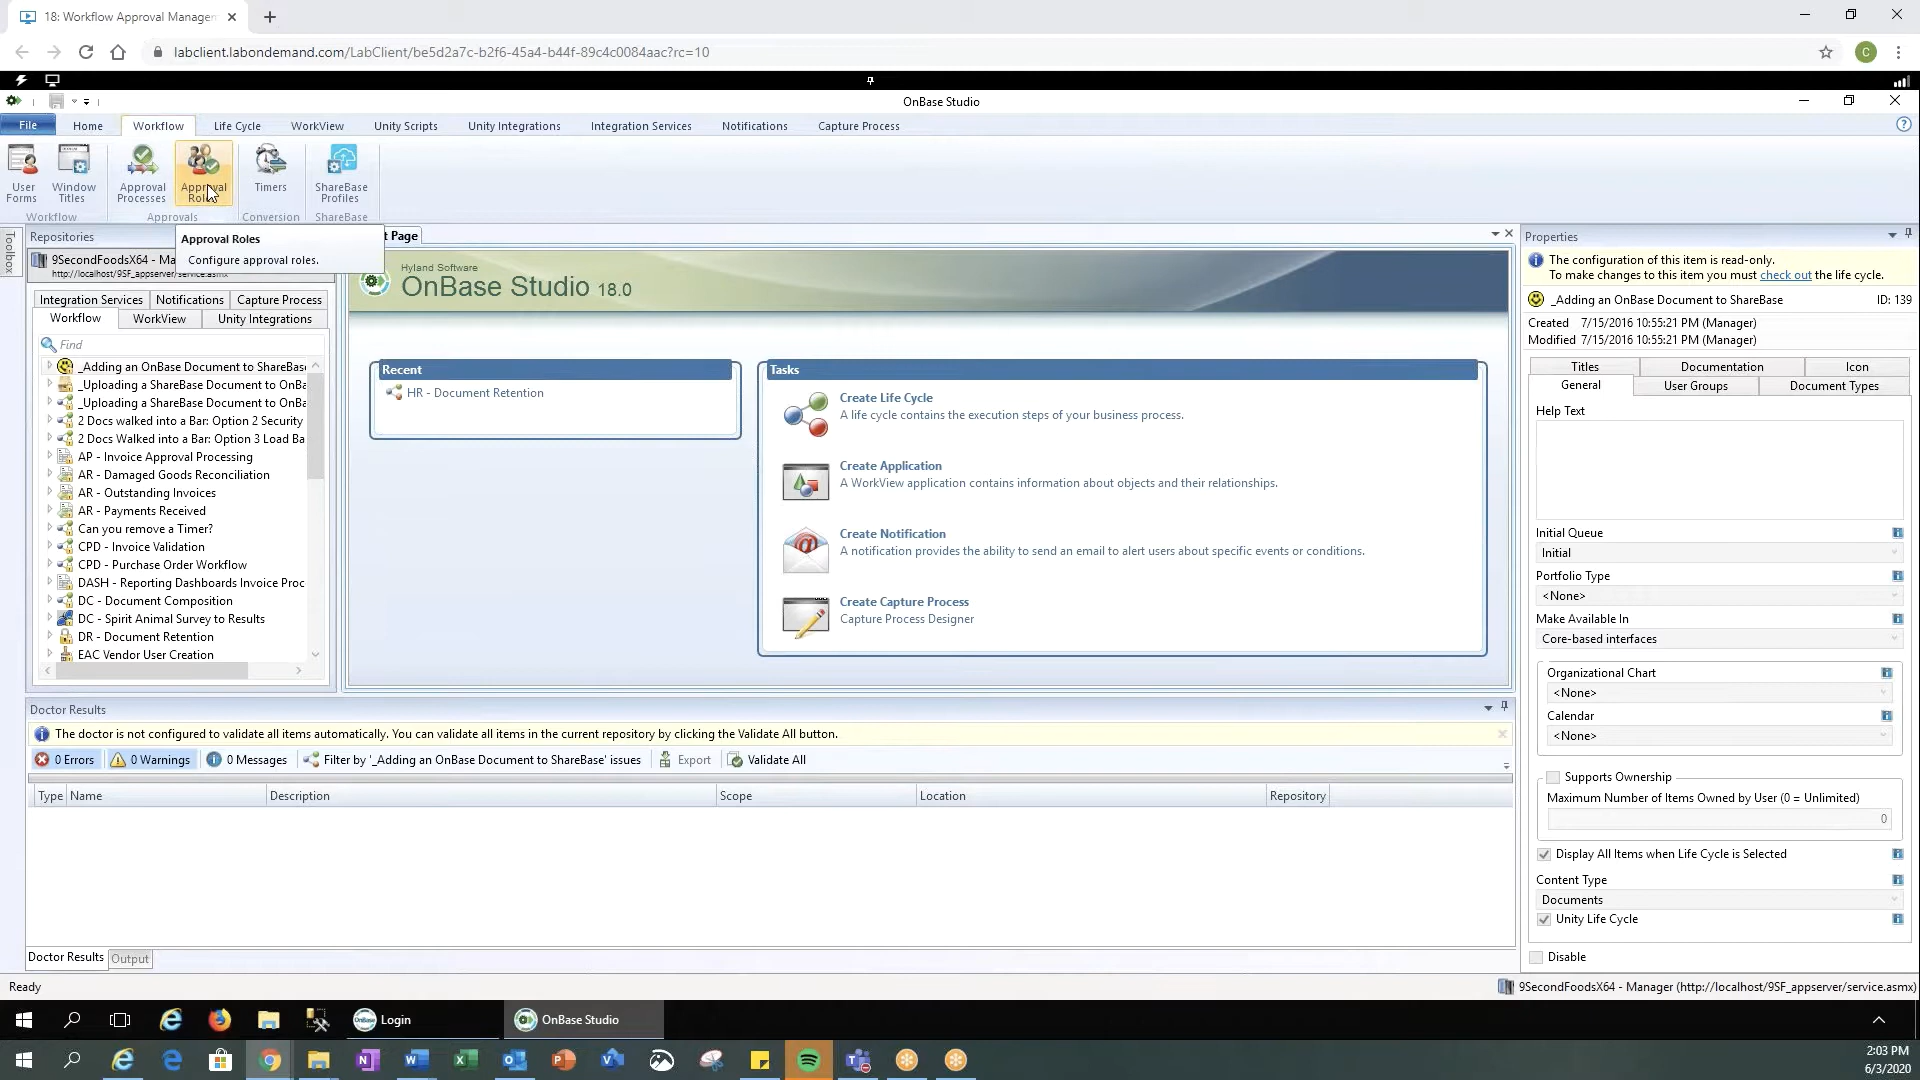 18: Workflow Approval Managem
labclient.labondemand.com/LabClient/be5d2a7c-b2f6-45a4-b44f-89c4c0084aac?rc=10
C
OnBase Studio
File Home Workflow Life Cycle WorkView Unity Scripts Unity Integrations Integration Services Notifications Capture Process
User Forms
Window Titles
Approval Processes
Approval Roles
Timers
ShareBase Profiles
Workflow Approvals Conversion ShareBase
Toolbox
Repositories
9SecondFoodsX64 - Ma
http://localhost/9SF_appserver/service.asmx
Approval Roles
Configure approval roles.
Integration Services Notifications Capture Process
Workflow WorkView Unity Integrations
Find
_Adding an OnBase Document to ShareBase
_Uploading a ShareBase Document to OnBa
_Uploading a ShareBase Document to OnBa
2 Docs walked into a Bar: Option 2 Security
2 Docs Walked into a Bar: Option 3 Load Ba
AP - Invoice Approval Processing
AR - Damaged Goods Reconciliation
AR - Outstanding Invoices
AR - Payments Received
Can you remove a Timer?
CPD - Invoice Validation
CPD - Purchase Order Workflow
DASH - Reporting Dashboards Invoice Proc
DC - Document Composition
DC - Spirit Animal Survey to Results
DR - Document Retention
EAC Vendor User Creation
t Page
Hyland Software
OnBase Studio 18.0
Recent
HR - Document Retention
Tasks
Create Life Cycle
A life cycle contains the execution steps of your business process.
Create Application
A WorkView application contains information about objects and their relationships.
Create Notification
A notification provides the ability to send an email to alert users about specific events or conditions.
Create Capture Process
Capture Process Designer
Properties
The configuration of this item is read-only.
To make changes to this item you must check out the life cycle.
_Adding an OnBase Document to ShareBase ID: 139
Created 7/15/2016 10:55:21 PM (Manager)
Modified 7/15/2016 10:55:21 PM (Manager)
Titles Documentation Icon
General User Groups Document Types
Help Text
Initial Queue
Initial
Portfolio Type
<None>
Make Available In
Core-based interfaces
Organizational Chart
<None>
Calendar
<None>
Supports Ownership
Maximum Number of Items Owned by User (0 = Unlimited)
0
Display All Items when Life Cycle is Selected
Content Type
Documents
Unity Life Cycle
Disable
Doctor Results
The doctor is not configured to validate all items automatically. You can validate all items in the current repository by clicking the Validate All button.
0 Errors 0 Warnings 0 Messages Filter by '_Adding an OnBase Document to ShareBase' issues Export Validate All
Type Name Description Scope Location Repository
Doctor Results Output
Ready
9SecondFoodsX64 - Manager (http://localhost/9SF_appserver/service.asmx)
Login
OnBase Studio
2:03 PM
6/3/2020